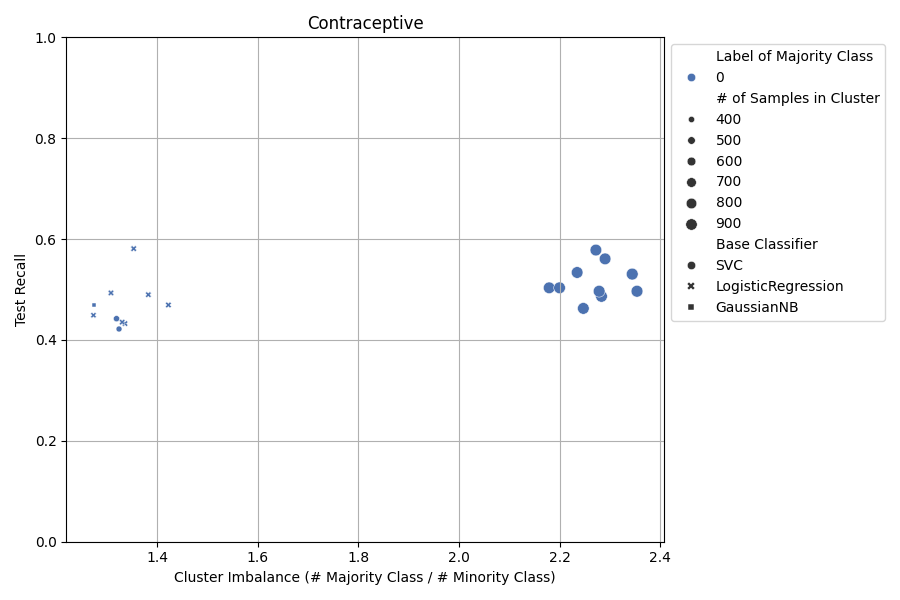 Contraceptive
Test Recall
1.0
0.8
0.6
0.4
0.2
0.0
1.4
1.6
1.8
2.0
2.2
2.4
Cluster Imbalance (# Majority Class / # Minority Class)
Label of Majority Class
0
# of Samples in Cluster
400
500
600
700
800
900
Base Classifier
SVC
LogisticRegression
GaussianNB